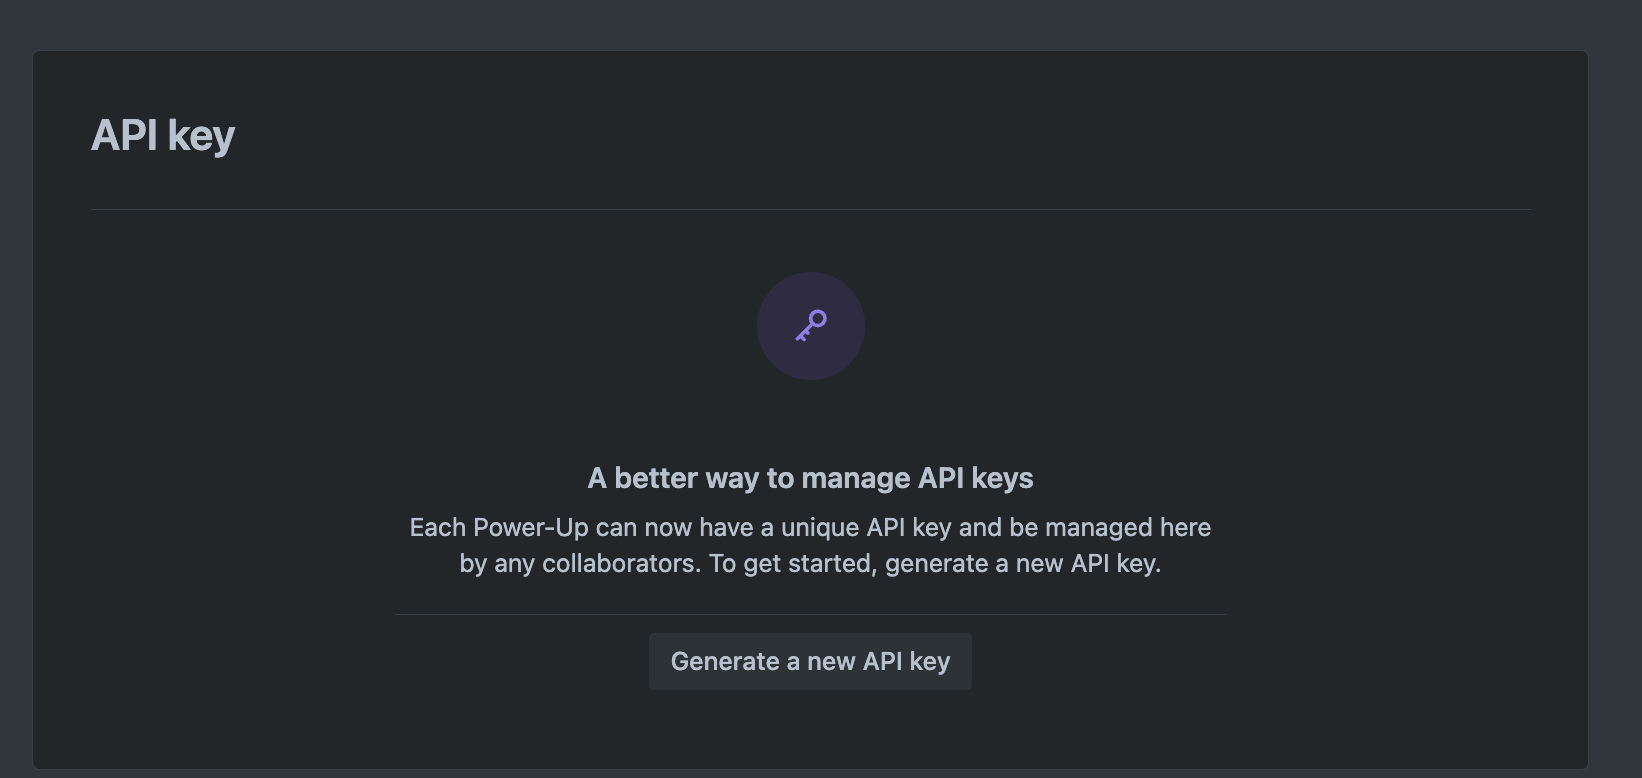 API key
A better way to manage API keys
Each Power-Up can now have a unique API key and be managed here
by any collaborators. To get started, generate a new API key.
Generate a new API key